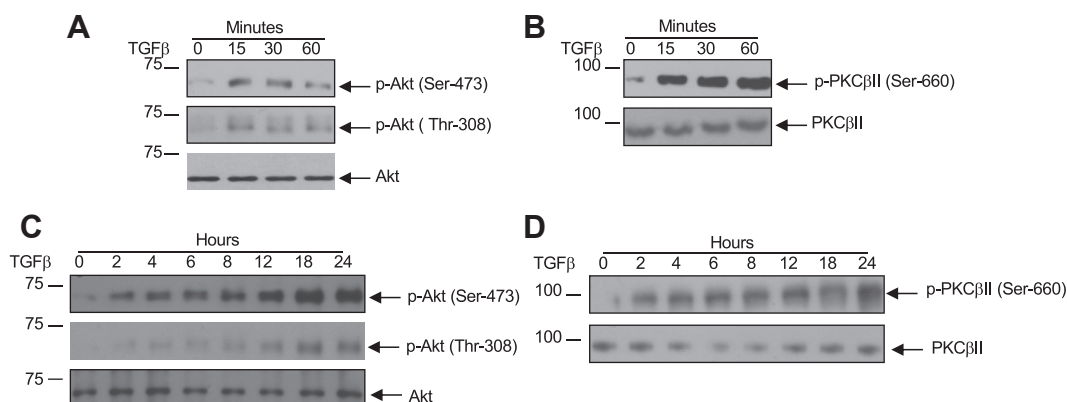 A
Minutes
TGFβ 0 15 30 60
75
p-Akt (Ser-473)
75
p-Akt ( Thr-308)
75
Akt
B
Minutes
TGFβ 0 15 30 60
100
p-PKCβII (Ser-660)
100
PKCβII
C
Hours
TGFβ 0 2 4 6 8 12 18 24
75
p-Akt (Ser-473)
75
p-Akt (Thr-308)
75
Akt
D
Hours
TGFβ 0 2 4 6 8 12 18 24
100
p-PKCβII (Ser-660)
100
PKCβII